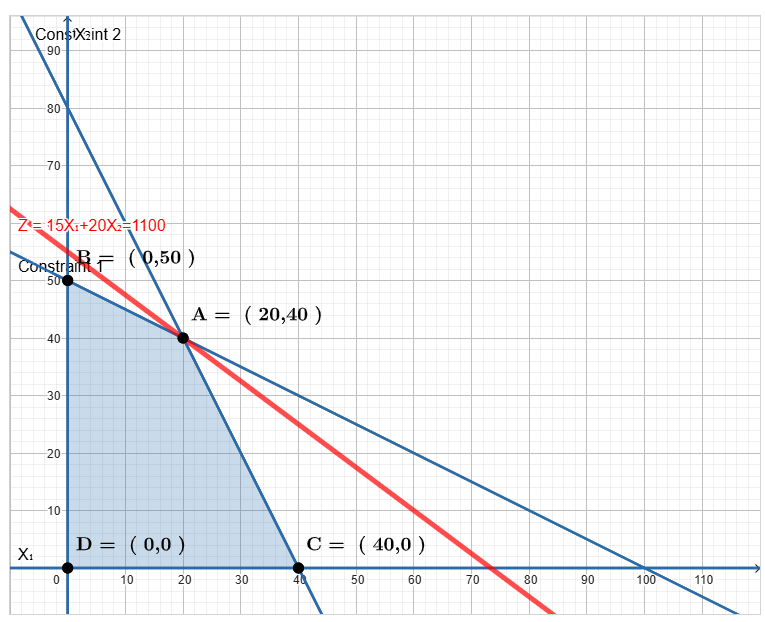 Constraint 2
X₂
90
80
70
Z = 15X₁+20X₂=1100
B = ( 0,50 )
Constraint 1
50
A = ( 20,40 )
40
30
20
10
D = ( 0,0 )
C = ( 40,0 )
X₁
0 10 20 30 40 50 60 70 80 90 100 110